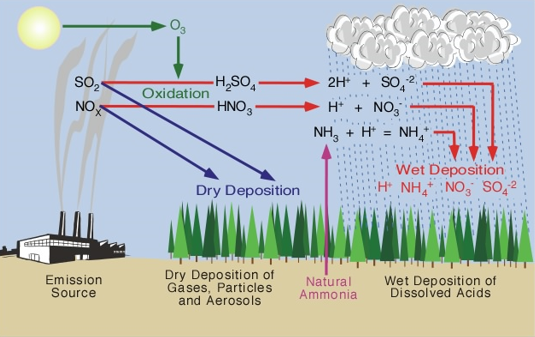 O₃
SO₂ H₂SO₄ 2H⁺ + SO₄⁻²
Oxidation
NOₓ HNO₃ H⁺ + NO₃⁻
NH₃ + H⁺ = NH₄⁺
Wet Deposition
H⁺ NH₄⁺ NO₃⁻ SO₄⁻²
Dry Deposition
Emission
Source
Dry Deposition of
Gases, Particles
and Aerosols
Natural
Ammonia
Wet Deposition of
Dissolved Acids